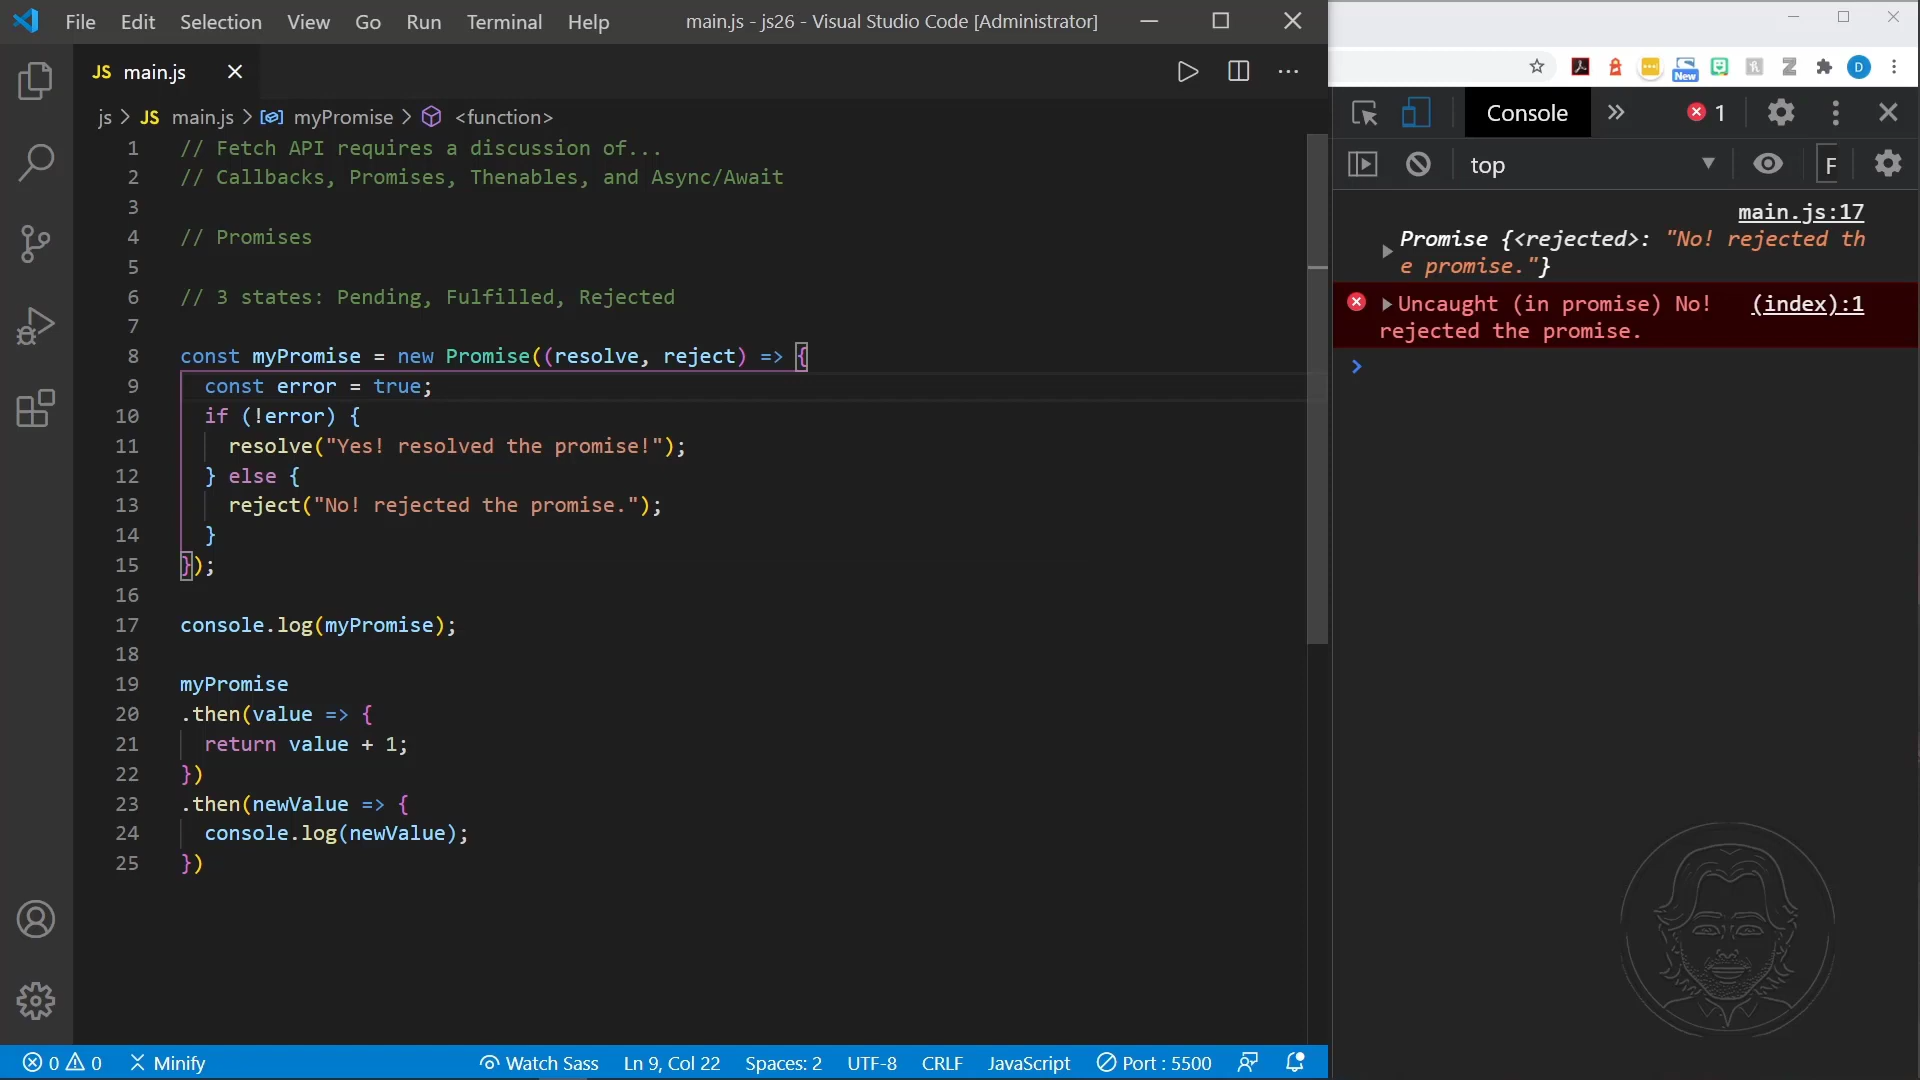 File Edit Selection View Go Run Terminal Help main.js - js26 - Visual Studio Code [Administrator]
JS main.js
js > JS main.js > myPromise > <function>
1 // Fetch API requires a discussion of...
2 // Callbacks, Promises, Thenables, and Async/Await
3
4 // Promises
5
6 // 3 states: Pending, Fulfilled, Rejected
7
8 const myPromise = new Promise((resolve, reject) => {
9 const error = true;
10 if (!error) {
11 resolve("Yes! resolved the promise!");
12 } else {
13 reject("No! rejected the promise.");
14 }
15 });
16
17 console.log(myPromise);
18
19 myPromise
20 .then(value => {
21 return value + 1;
22 })
23 .then(newValue => {
24 console.log(newValue);
25 })
0 0 Minify Watch Sass Ln 9, Col 22 Spaces: 2 UTF-8 CRLF JavaScript Port : 5500
New D
Console 1
top F
main.js:17
Promise {<rejected>: "No! rejected th
e promise."}
Uncaught (in promise) No! (index):1
rejected the promise.